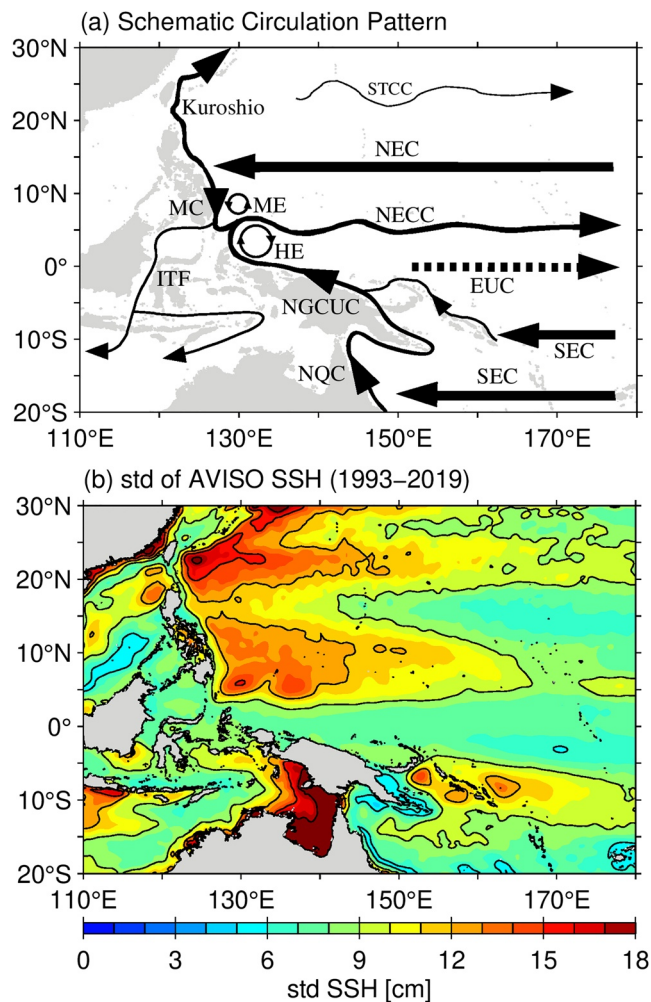 (a) Schematic Circulation Pattern
30°N
STCC
Kuroshio
20°N
NEC
10°N
MC
ME
NECC
HE
0°
ITF
EUC
NGCUC
10°S
SEC
NQC
SEC
20°S
110°E 130°E 150°E 170°E
(b) std of AVISO SSH (1993–2019)
30°N
20°N
10°N
0°
10°S
20°S
110°E 130°E 150°E 170°E
0 3 6 9 12 15 18
std SSH [cm]